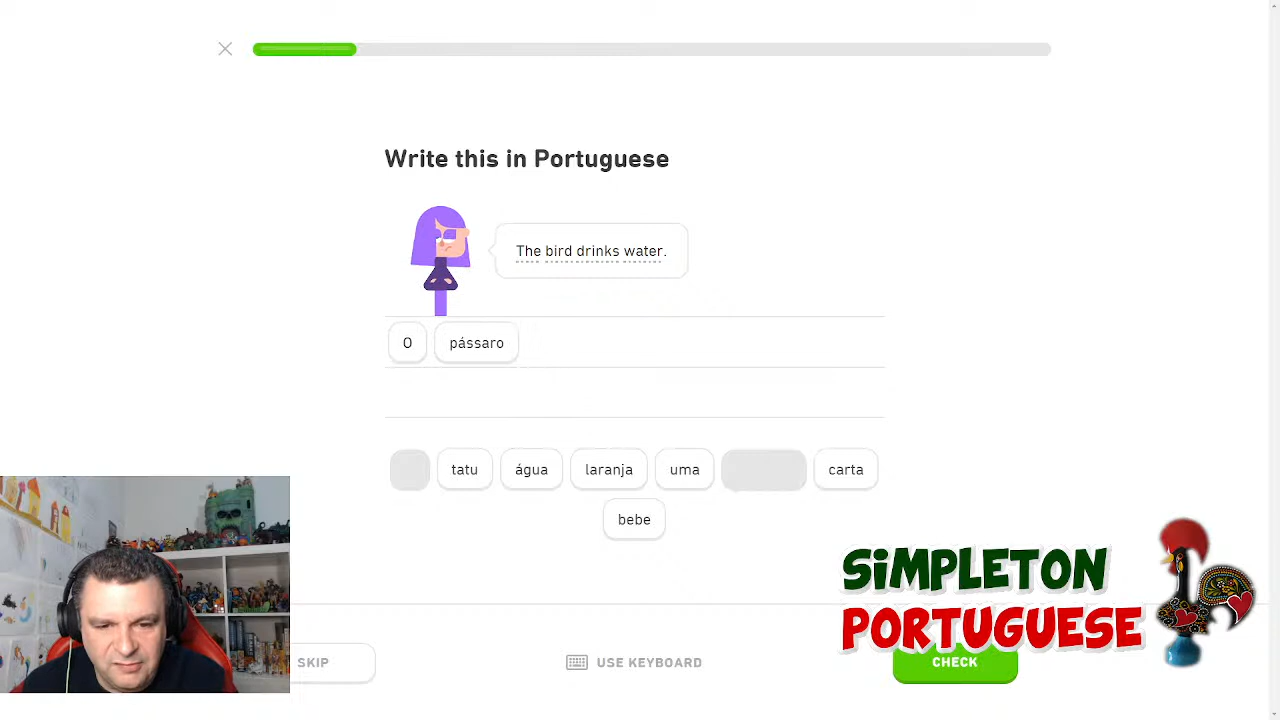 Write this in Portuguese
The bird drinks water.
O pássaro
tatu água laranja uma carta
bebe
SiMPLETON
PORTUGUESE
SKIP USE KEYBOARD CHECK